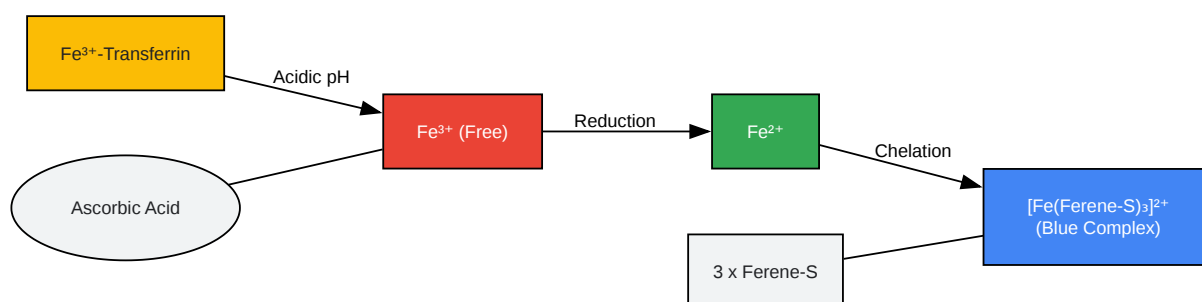 Fe³⁺-Transferrin
Acidic pH
Fe³⁺ (Free)
Reduction
Fe²⁺
Chelation
Ascorbic Acid
[Fe(Ferene-S)₃]²⁺
(Blue Complex)
3 x Ferene-S